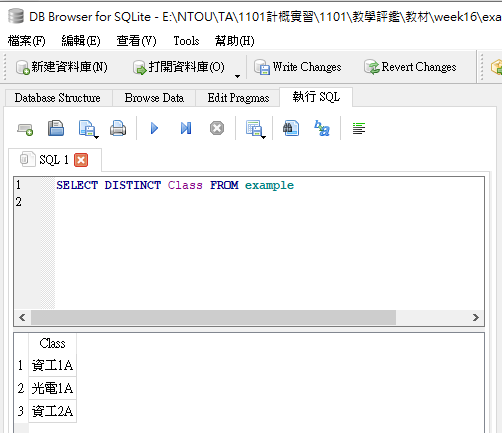 DB Browser for SQLite - E:\NTOU\TA\1101計概實習\1101\教學評鑑\教材\week16\exa
檔案(F) 編輯(E) 查看(V) Tools 幫助(H)
新建資料庫(N) 打開資料庫(O) Write Changes Revert Changes
Database Structure Browse Data Edit Pragmas 執行 SQL
SQL 1
1 SELECT DISTINCT Class FROM example
2
Class
1 資工1A
2 光電1A
3 資工2A